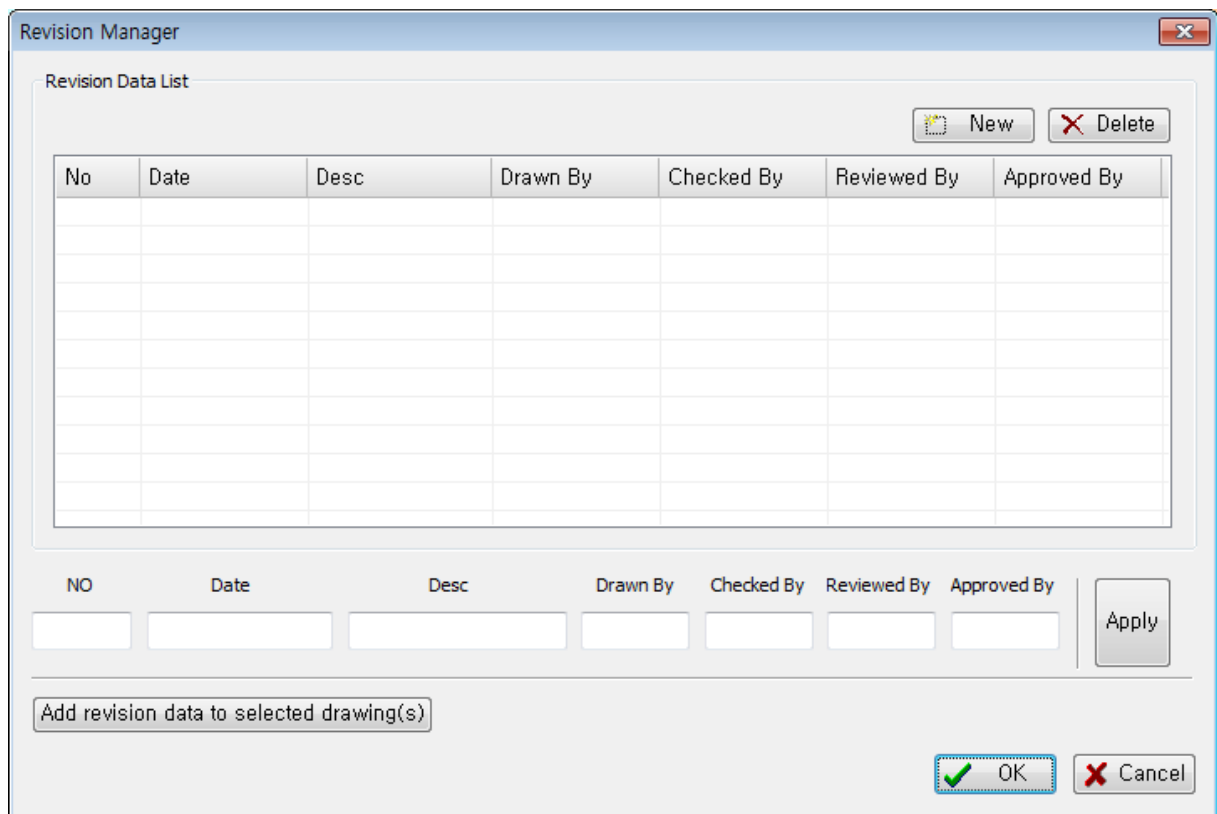 Revision Manager
Revision Data List
New Delete
No Date Desc Drawn By Checked By Reviewed By Approved By
NO Date Desc Drawn By Checked By Reviewed By Approved By
Apply
Add revision data to selected drawing(s)
OK Cancel